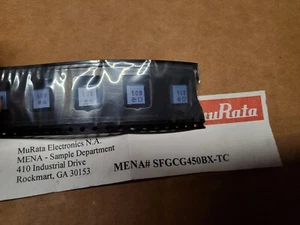 muRata
MuRata Electronics N.A.
MENA - Sample Department
410 Industrial Drive
Rockmart, GA 30153
MENA# SFGCG450BX-TC